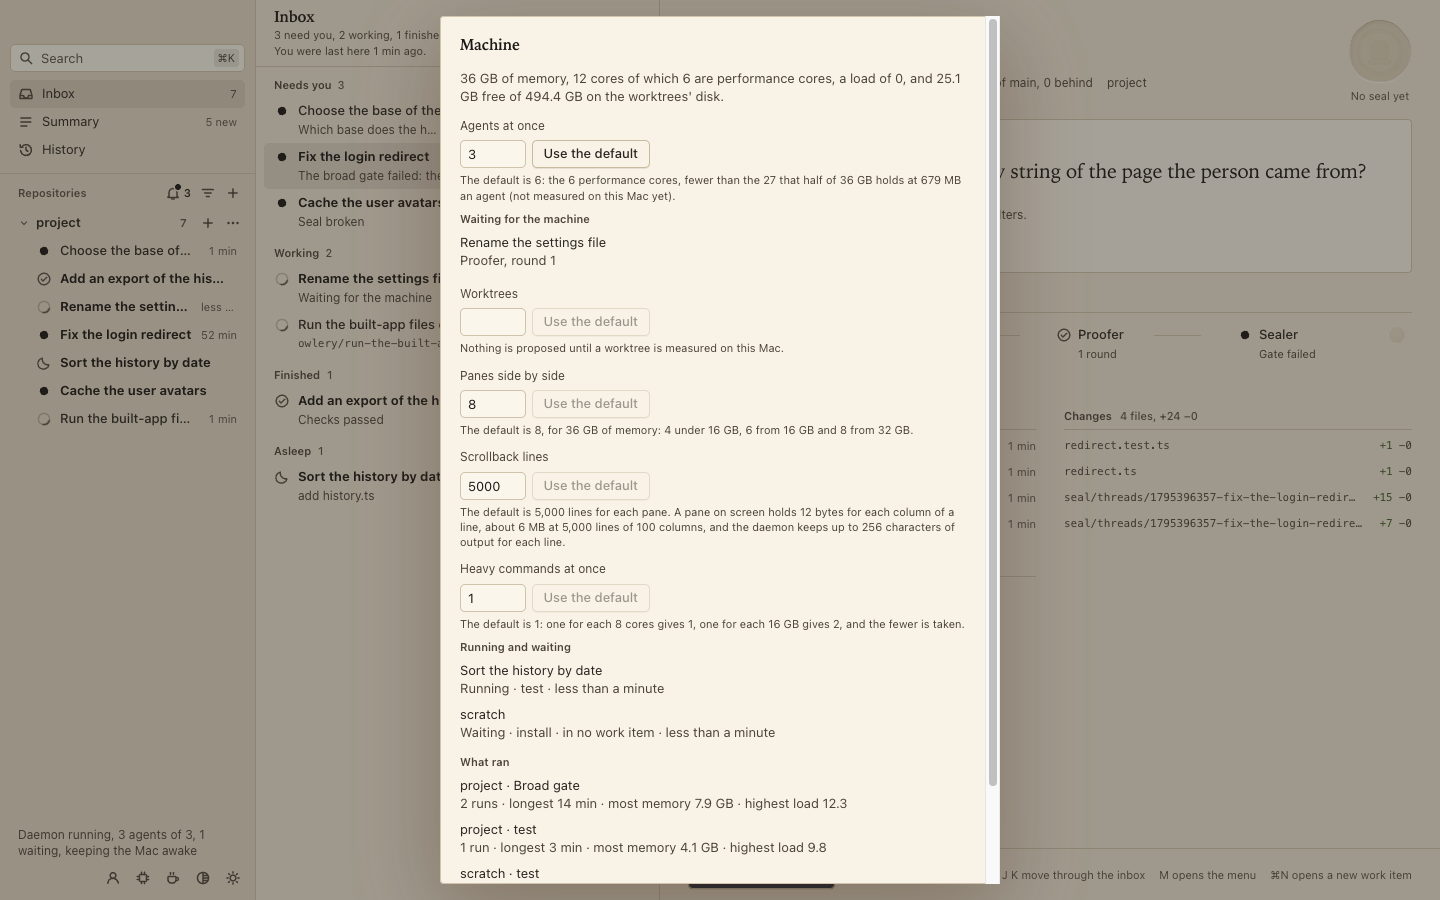 Search
⌘K
Inbox
7
Summary
5 new
History
Repositories
3
project
7
Choose the base of…
1 min
Add an export of the his…
Rename the settin…
less …
Fix the login redirect
52 min
Sort the history by date
Cache the user avatars
Run the built-app fi…
1 min
Daemon running, 3 agents of 3, 1
waiting, keeping the Mac awake
Inbox
3 need you, 2 working, 1 finishe
You were last here 1 min ago.
Needs you 3
Choose the base of the
Which base does the h…
Fix the login redirect
The broad gate failed: the
Cache the user avatars
Seal broken
Working 2
Rename the settings fi
Waiting for the machine
Run the built-app files
owlery/run-the-built-a
Finished 1
Add an export of the h
Checks passed
Asleep 1
Sort the history by dat
add history.ts
Machine
36 GB of memory, 12 cores of which 6 are performance cores, a load of 0, and 25.1
GB free of 494.4 GB on the worktrees' disk.
Agents at once
3
Use the default
The default is 6: the 6 performance cores, fewer than the 27 that half of 36 GB holds at 679 MB
an agent (not measured on this Mac yet).
Waiting for the machine
Rename the settings file
Proofer, round 1
Worktrees
Use the default
Nothing is proposed until a worktree is measured on this Mac.
Panes side by side
8
Use the default
The default is 8, for 36 GB of memory: 4 under 16 GB, 6 from 16 GB and 8 from 32 GB.
Scrollback lines
5000
Use the default
The default is 5,000 lines for each pane. A pane on screen holds 12 bytes for each column of a
line, about 6 MB at 5,000 lines of 100 columns, and the daemon keeps up to 256 characters of
output for each line.
Heavy commands at once
1
Use the default
The default is 1: one for each 8 cores gives 1, one for each 16 GB gives 2, and the fewer is taken.
Running and waiting
Sort the history by date
Running · test · less than a minute
scratch
Waiting · install · in no work item · less than a minute
What ran
project · Broad gate
2 runs · longest 14 min · most memory 7.9 GB · highest load 12.3
project · test
1 run · longest 3 min · most memory 4.1 GB · highest load 9.8
scratch · test
of main, 0 behind
project
No seal yet
y string of the page the person came from?
ters.
Proofer
1 round
Sealer
Gate failed
1 min
1 min
1 min
1 min
Changes 4 files, +24 −0
redirect.test.ts
+1 −0
redirect.ts
+1 −0
seal/threads/1795396357-fix-the-login-redir…
+15 −0
seal/threads/1795396357-fix-the-login-redire…
+7 −0
J K move through the inbox
M opens the menu
⌘N opens a new work item